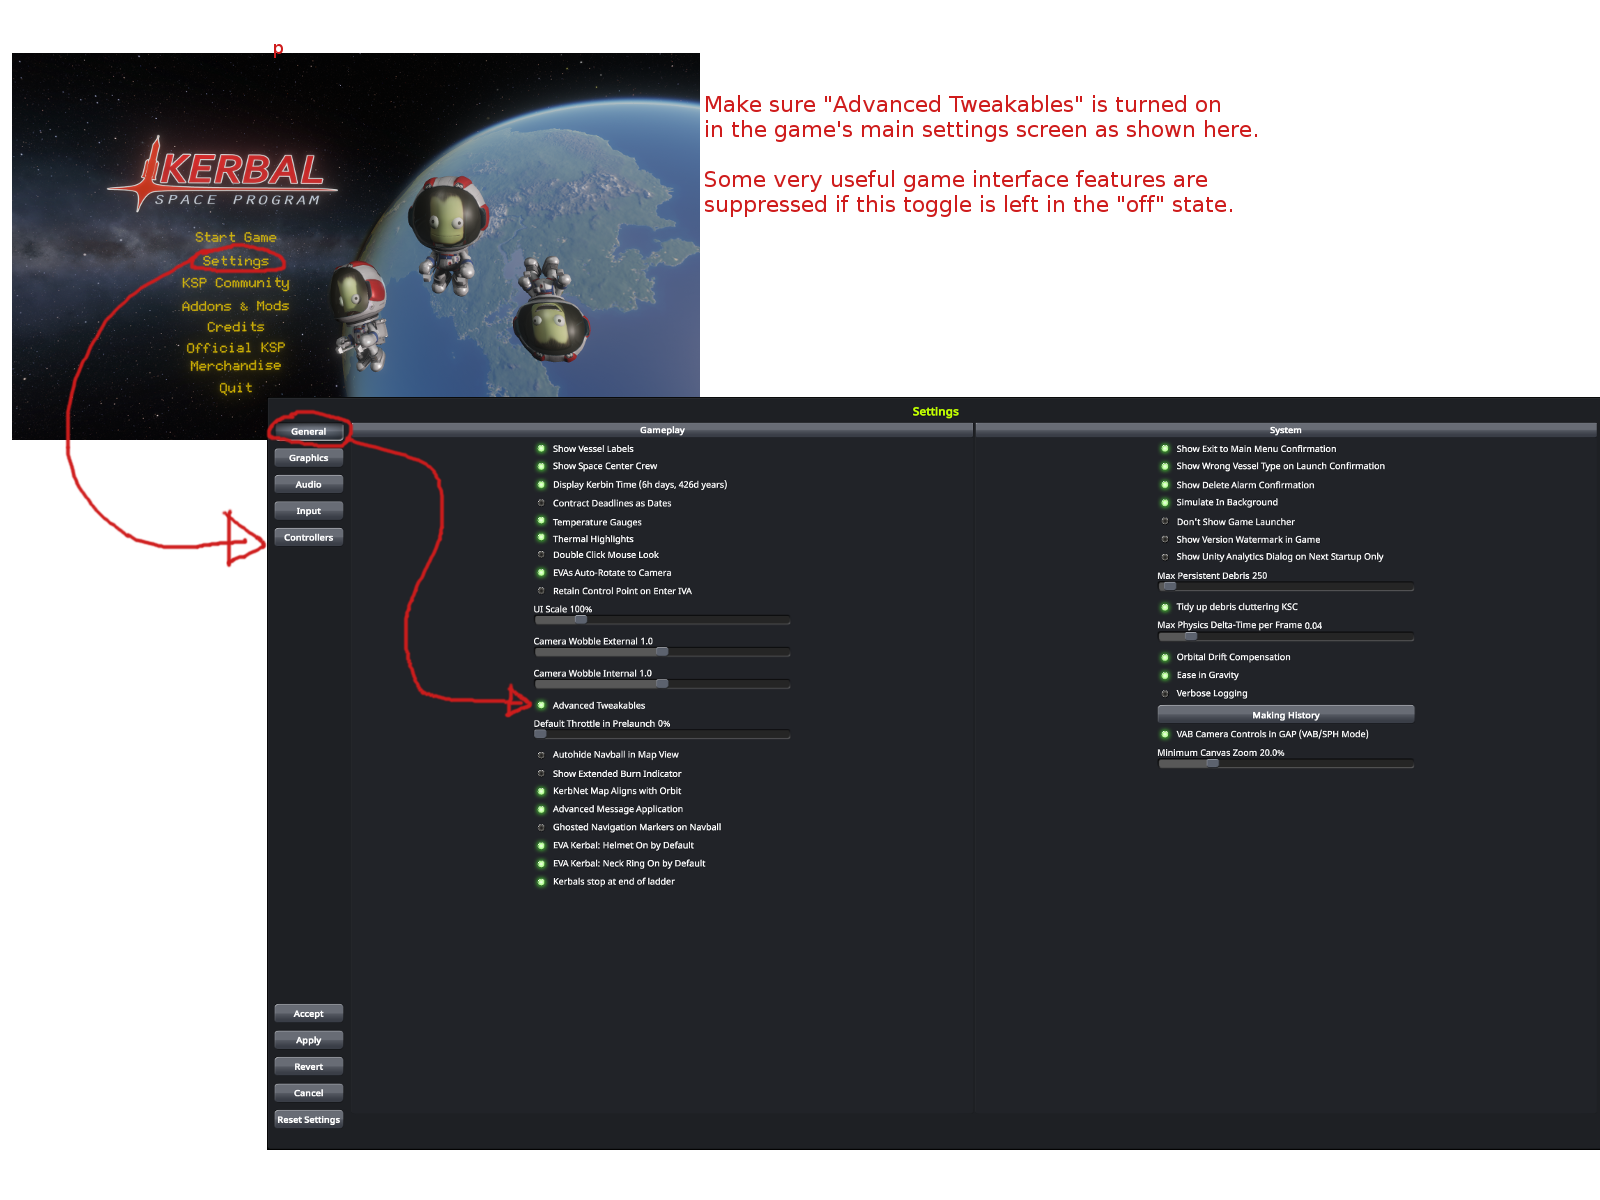 p
Make sure "Advanced Tweakables" is turned on
in the game's main settings screen as shown here.
Some very useful game interface features are
suppressed if this toggle is left in the "off" state.
KERBAL
SPACE PROGRAM
Start Game
Settings
KSP Community
Addons & Mods
Credits
Official KSP
Merchandise
Quit
Settings
General
Graphics
Audio
Input
Controllers
Gameplay
Show Vessel Labels
Show Space Center Crew
Display Kerbin Time (6h days, 426d years)
Contract Deadlines as Dates
Temperature Gauges
Thermal Highlights
Double Click Mouse Look
EVAs Auto-Rotate to Camera
Retain Control Point on Enter IVA
UI Scale 100%
Camera Wobble External 1.0
Camera Wobble Internal 1.0
Advanced Tweakables
Default Throttle in Prelaunch 0%
Autohide Navball in Map View
Show Extended Burn Indicator
KerbNet Map Aligns with Orbit
Advanced Message Application
Ghosted Navigation Markers on Navball
EVA Kerbal: Helmet On by Default
EVA Kerbal: Neck Ring On by Default
Kerbals stop at end of ladder
System
Show Exit to Main Menu Confirmation
Show Wrong Vessel Type on Launch Confirmation
Show Delete Alarm Confirmation
Simulate In Background
Don't Show Game Launcher
Show Version Watermark in Game
Show Unity Analytics Dialog on Next Startup Only
Max Persistent Debris 250
Tidy up debris cluttering KSC
Max Physics Delta-Time per Frame 0.04
Orbital Drift Compensation
Ease in Gravity
Verbose Logging
Making History
VAB Camera Controls in GAP (VAB/SPH Mode)
Minimum Canvas Zoom 20.0%
Accept
Apply
Revert
Cancel
Reset Settings